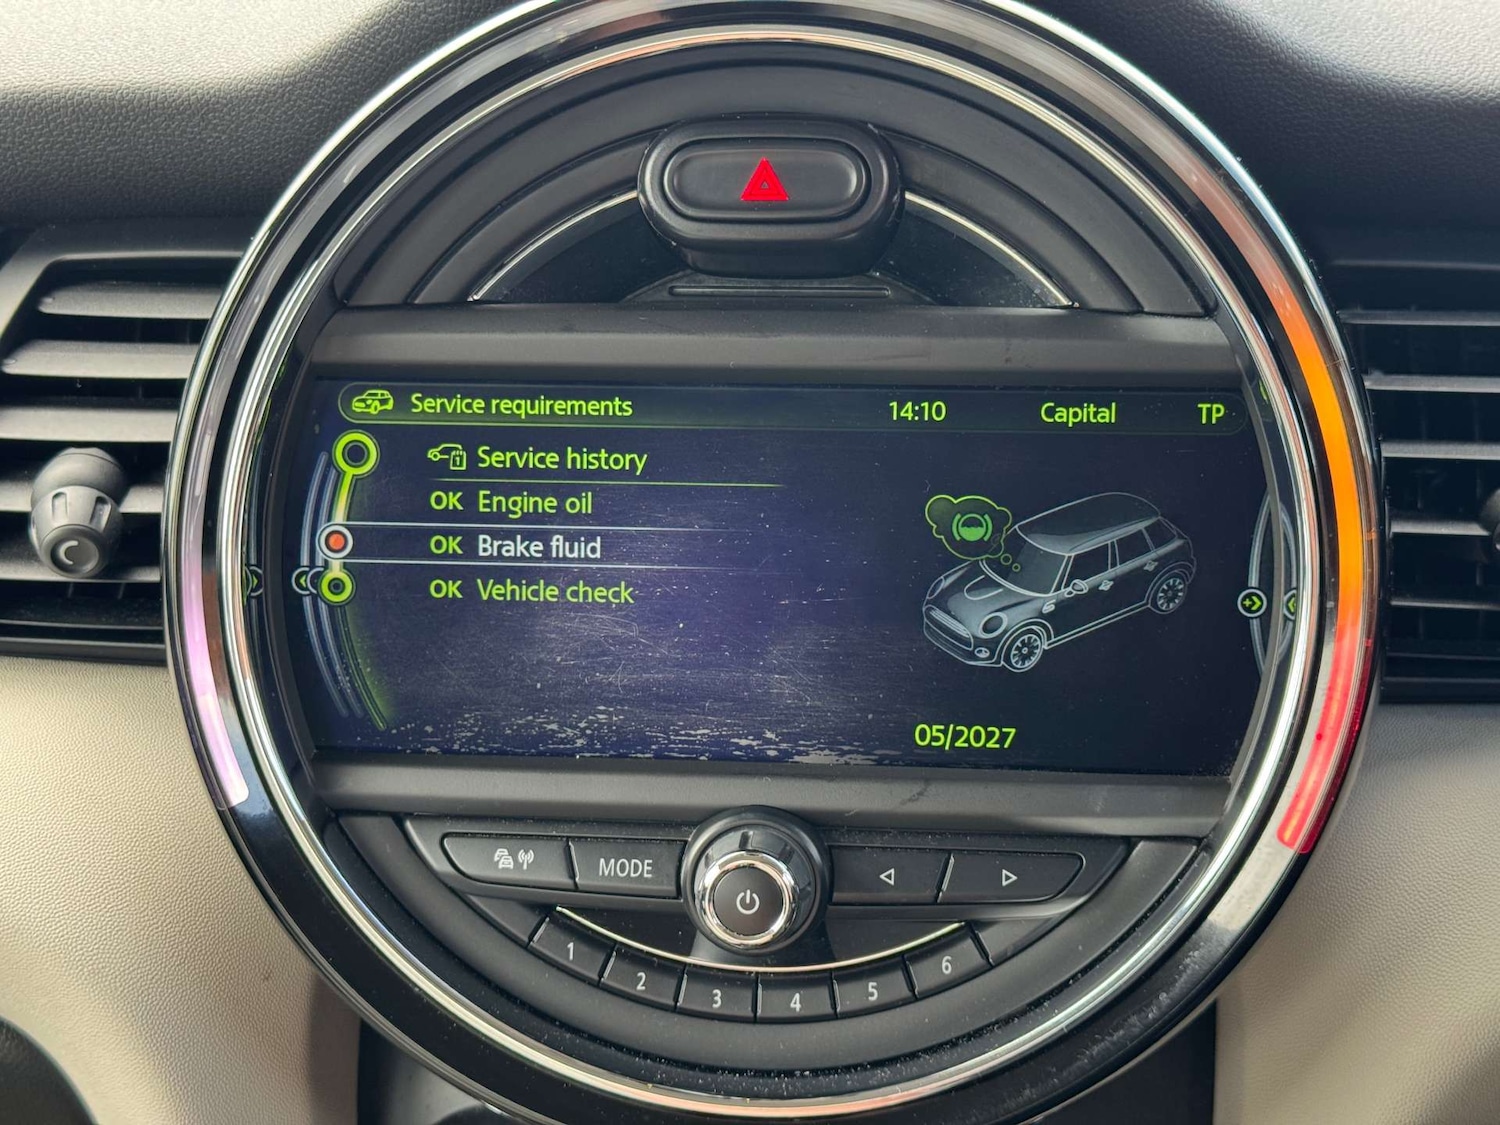 Service requirements 14:10 Capital TP
Service history
OK Engine oil
OK Brake fluid
OK Vehicle check
05/2027
MODE
1 2 3 4 5 6